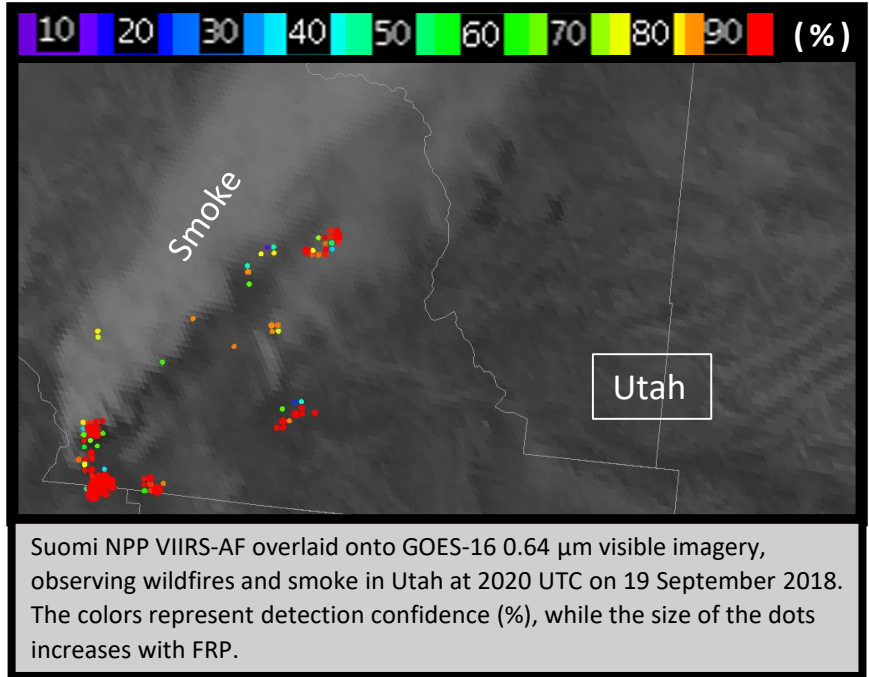 10 20 30 40 50 60 70 80 90 (%)
Smoke
Utah
Suomi NPP VIIRS-AF overlaid onto GOES-16 0.64 µm visible imagery,
observing wildfires and smoke in Utah at 2020 UTC on 19 September 2018.
The colors represent detection confidence (%), while the size of the dots
increases with FRP.